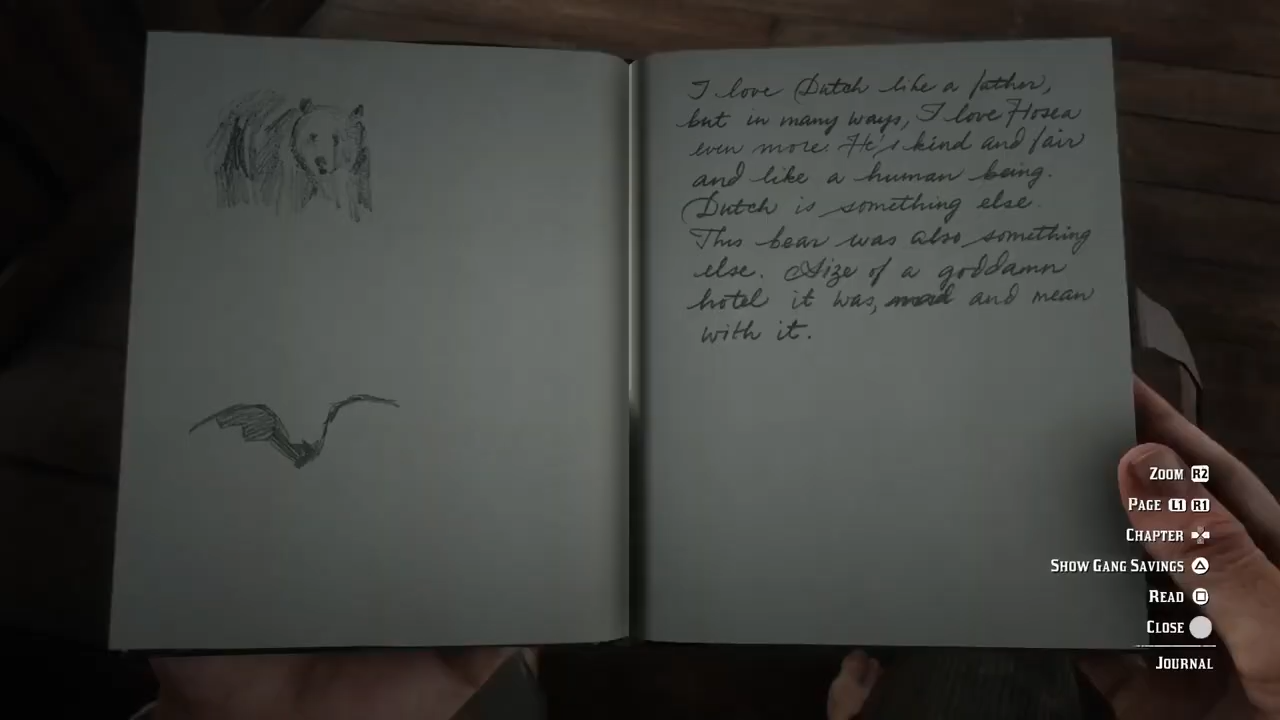 I love Dutch like a father,
but in many ways, I love Hosea
even more. He's kind and fair
and like a human being.
Dutch is something else.
This bear was also something
else. Size of a goddamn
hotel it was, and mean
with it.
ZOOM R2
PAGE L1 R1
CHAPTER
SHOW GANG SAVINGS
READ
CLOSE
JOURNAL